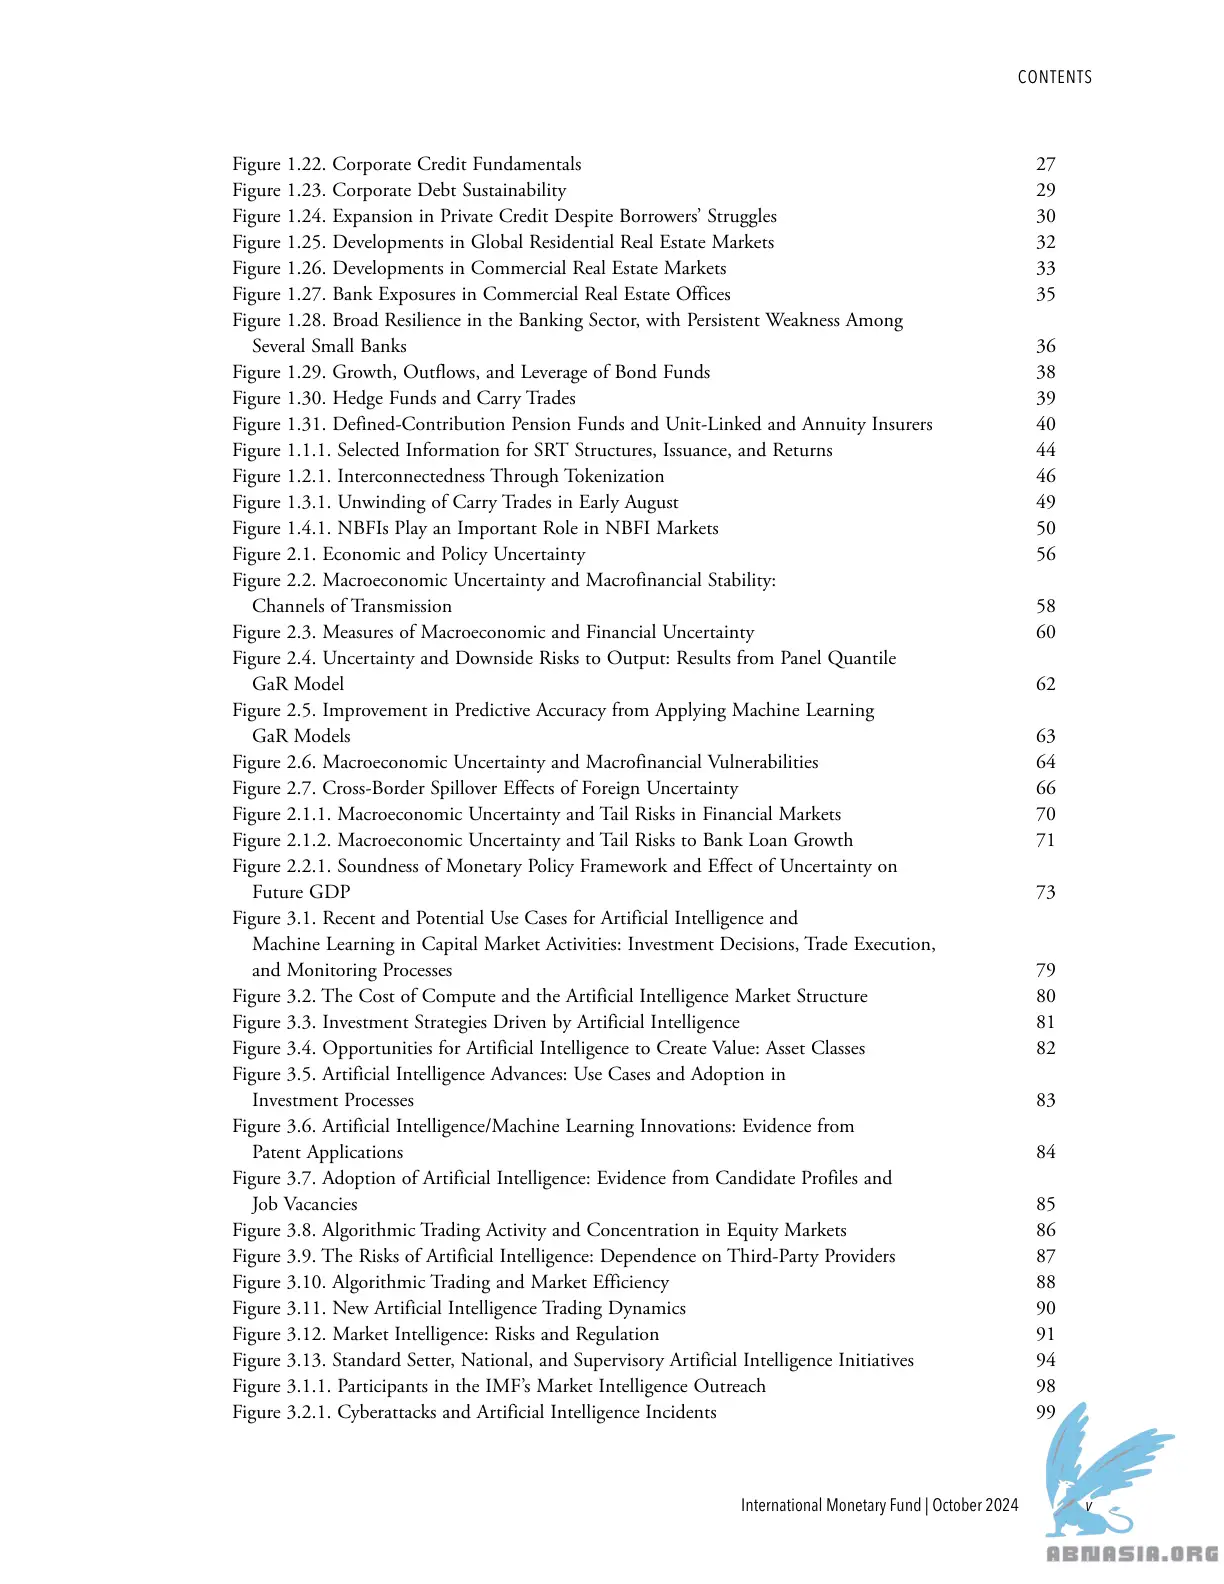 CONTENTS
Figure 1.22. Corporate Credit Fundamentals 27
Figure 1.23. Corporate Debt Sustainability 29
Figure 1.24. Expansion in Private Credit Despite Borrowers’ Struggles 30
Figure 1.25. Developments in Global Residential Real Estate Markets 32
Figure 1.26. Developments in Commercial Real Estate Markets 33
Figure 1.27. Bank Exposures in Commercial Real Estate Offices 35
Figure 1.28. Broad Resilience in the Banking Sector, with Persistent Weakness Among
Several Small Banks 36
Figure 1.29. Growth, Outflows, and Leverage of Bond Funds 38
Figure 1.30. Hedge Funds and Carry Trades 39
Figure 1.31. Defined-Contribution Pension Funds and Unit-Linked and Annuity Insurers 40
Figure 1.1.1. Selected Information for SRT Structures, Issuance, and Returns 44
Figure 1.2.1. Interconnectedness Through Tokenization 46
Figure 1.3.1. Unwinding of Carry Trades in Early August 49
Figure 1.4.1. NBFIs Play an Important Role in NBFI Markets 50
Figure 2.1. Economic and Policy Uncertainty 56
Figure 2.2. Macroeconomic Uncertainty and Macrofinancial Stability:
Channels of Transmission 58
Figure 2.3. Measures of Macroeconomic and Financial Uncertainty 60
Figure 2.4. Uncertainty and Downside Risks to Output: Results from Panel Quantile
GaR Model 62
Figure 2.5. Improvement in Predictive Accuracy from Applying Machine Learning
GaR Models 63
Figure 2.6. Macroeconomic Uncertainty and Macrofinancial Vulnerabilities 64
Figure 2.7. Cross-Border Spillover Effects of Foreign Uncertainty 66
Figure 2.1.1. Macroeconomic Uncertainty and Tail Risks in Financial Markets 70
Figure 2.1.2. Macroeconomic Uncertainty and Tail Risks to Bank Loan Growth 71
Figure 2.2.1. Soundness of Monetary Policy Framework and Effect of Uncertainty on
Future GDP 73
Figure 3.1. Recent and Potential Use Cases for Artificial Intelligence and
Machine Learning in Capital Market Activities: Investment Decisions, Trade Execution,
and Monitoring Processes 79
Figure 3.2. The Cost of Compute and the Artificial Intelligence Market Structure 80
Figure 3.3. Investment Strategies Driven by Artificial Intelligence 81
Figure 3.4. Opportunities for Artificial Intelligence to Create Value: Asset Classes 82
Figure 3.5. Artificial Intelligence Advances: Use Cases and Adoption in
Investment Processes 83
Figure 3.6. Artificial Intelligence/Machine Learning Innovations: Evidence from
Patent Applications 84
Figure 3.7. Adoption of Artificial Intelligence: Evidence from Candidate Profiles and
Job Vacancies 85
Figure 3.8. Algorithmic Trading Activity and Concentration in Equity Markets 86
Figure 3.9. The Risks of Artificial Intelligence: Dependence on Third-Party Providers 87
Figure 3.10. Algorithmic Trading and Market Efficiency 88
Figure 3.11. New Artificial Intelligence Trading Dynamics 90
Figure 3.12. Market Intelligence: Risks and Regulation 91
Figure 3.13. Standard Setter, National, and Supervisory Artificial Intelligence Initiatives 94
Figure 3.1.1. Participants in the IMF’s Market Intelligence Outreach 98
Figure 3.2.1. Cyberattacks and Artificial Intelligence Incidents 99
International Monetary Fund | October 2024 v
ABNASIA.ORG